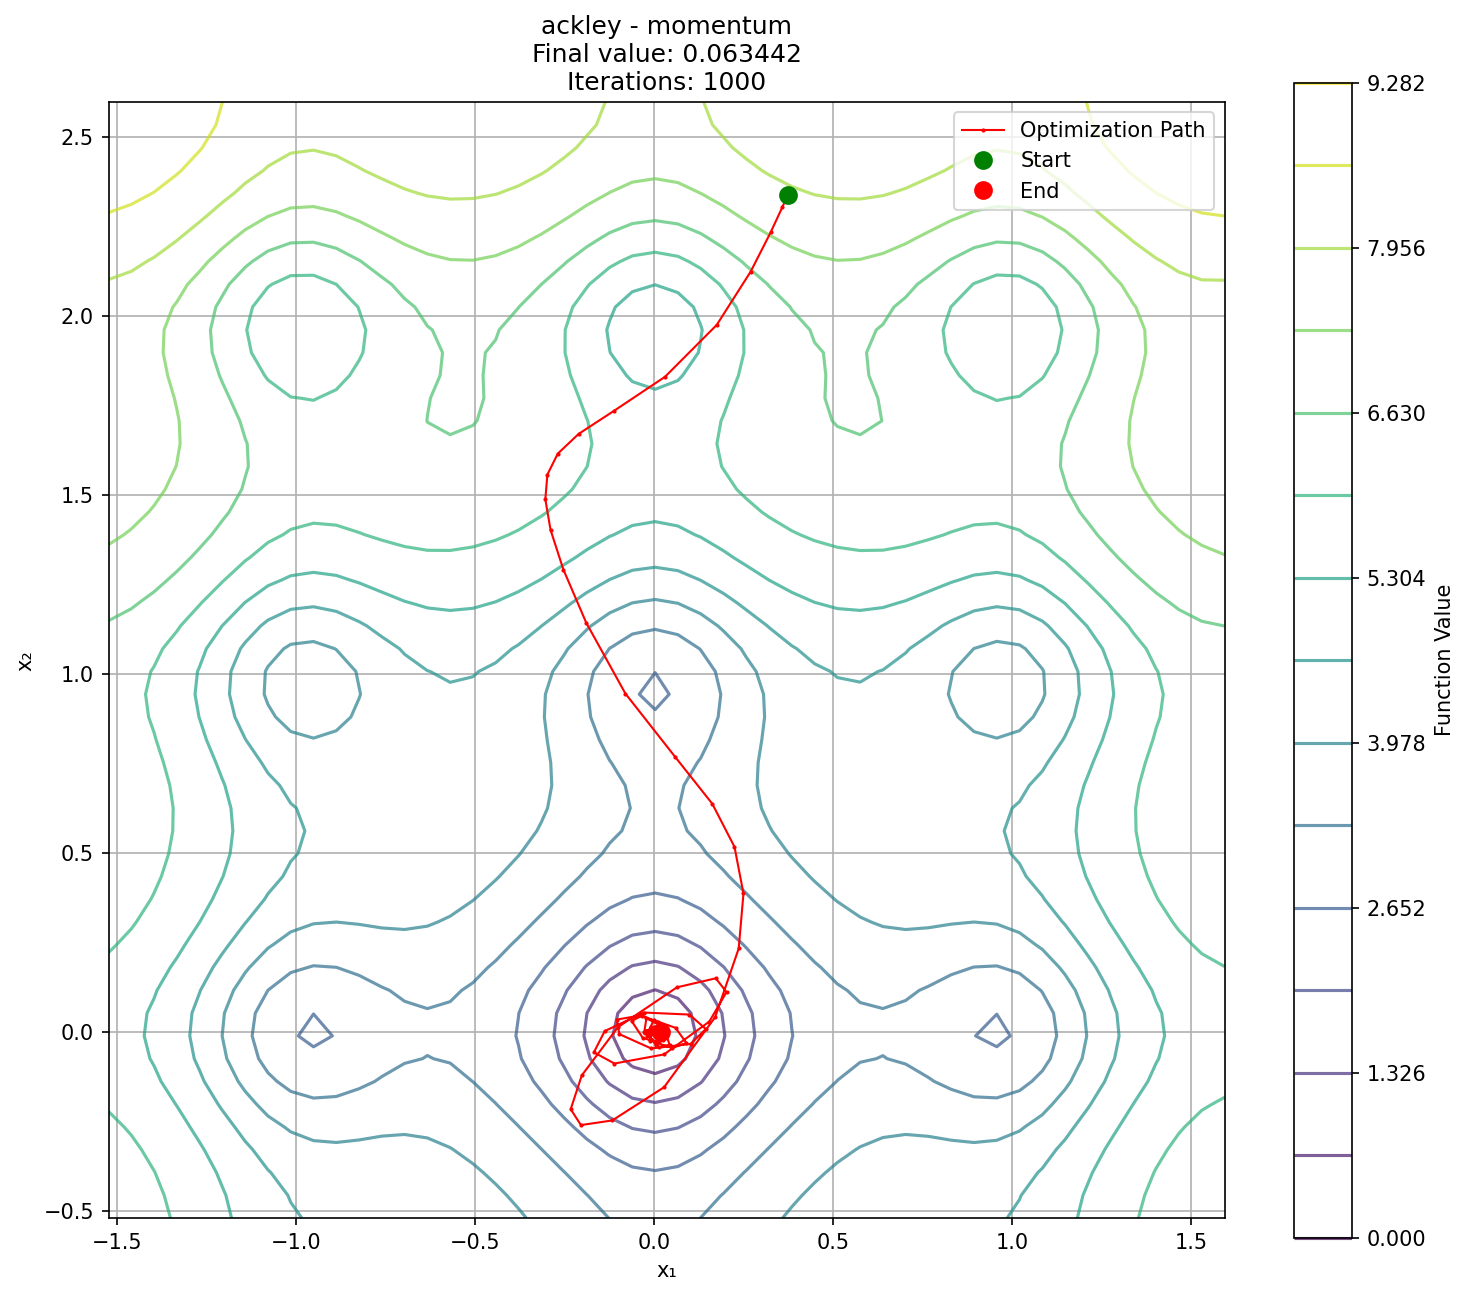 ackley - momentum
Final value: 0.063442
Iterations: 1000
Optimization Path
Start
End
2.5
2.0
1.5
1.0
0.5
0.0
−0.5
x₂
−1.5
−1.0
−0.5
0.0
0.5
1.0
1.5
x₁
9.282
7.956
6.630
5.304
3.978
2.652
1.326
0.000
Function Value